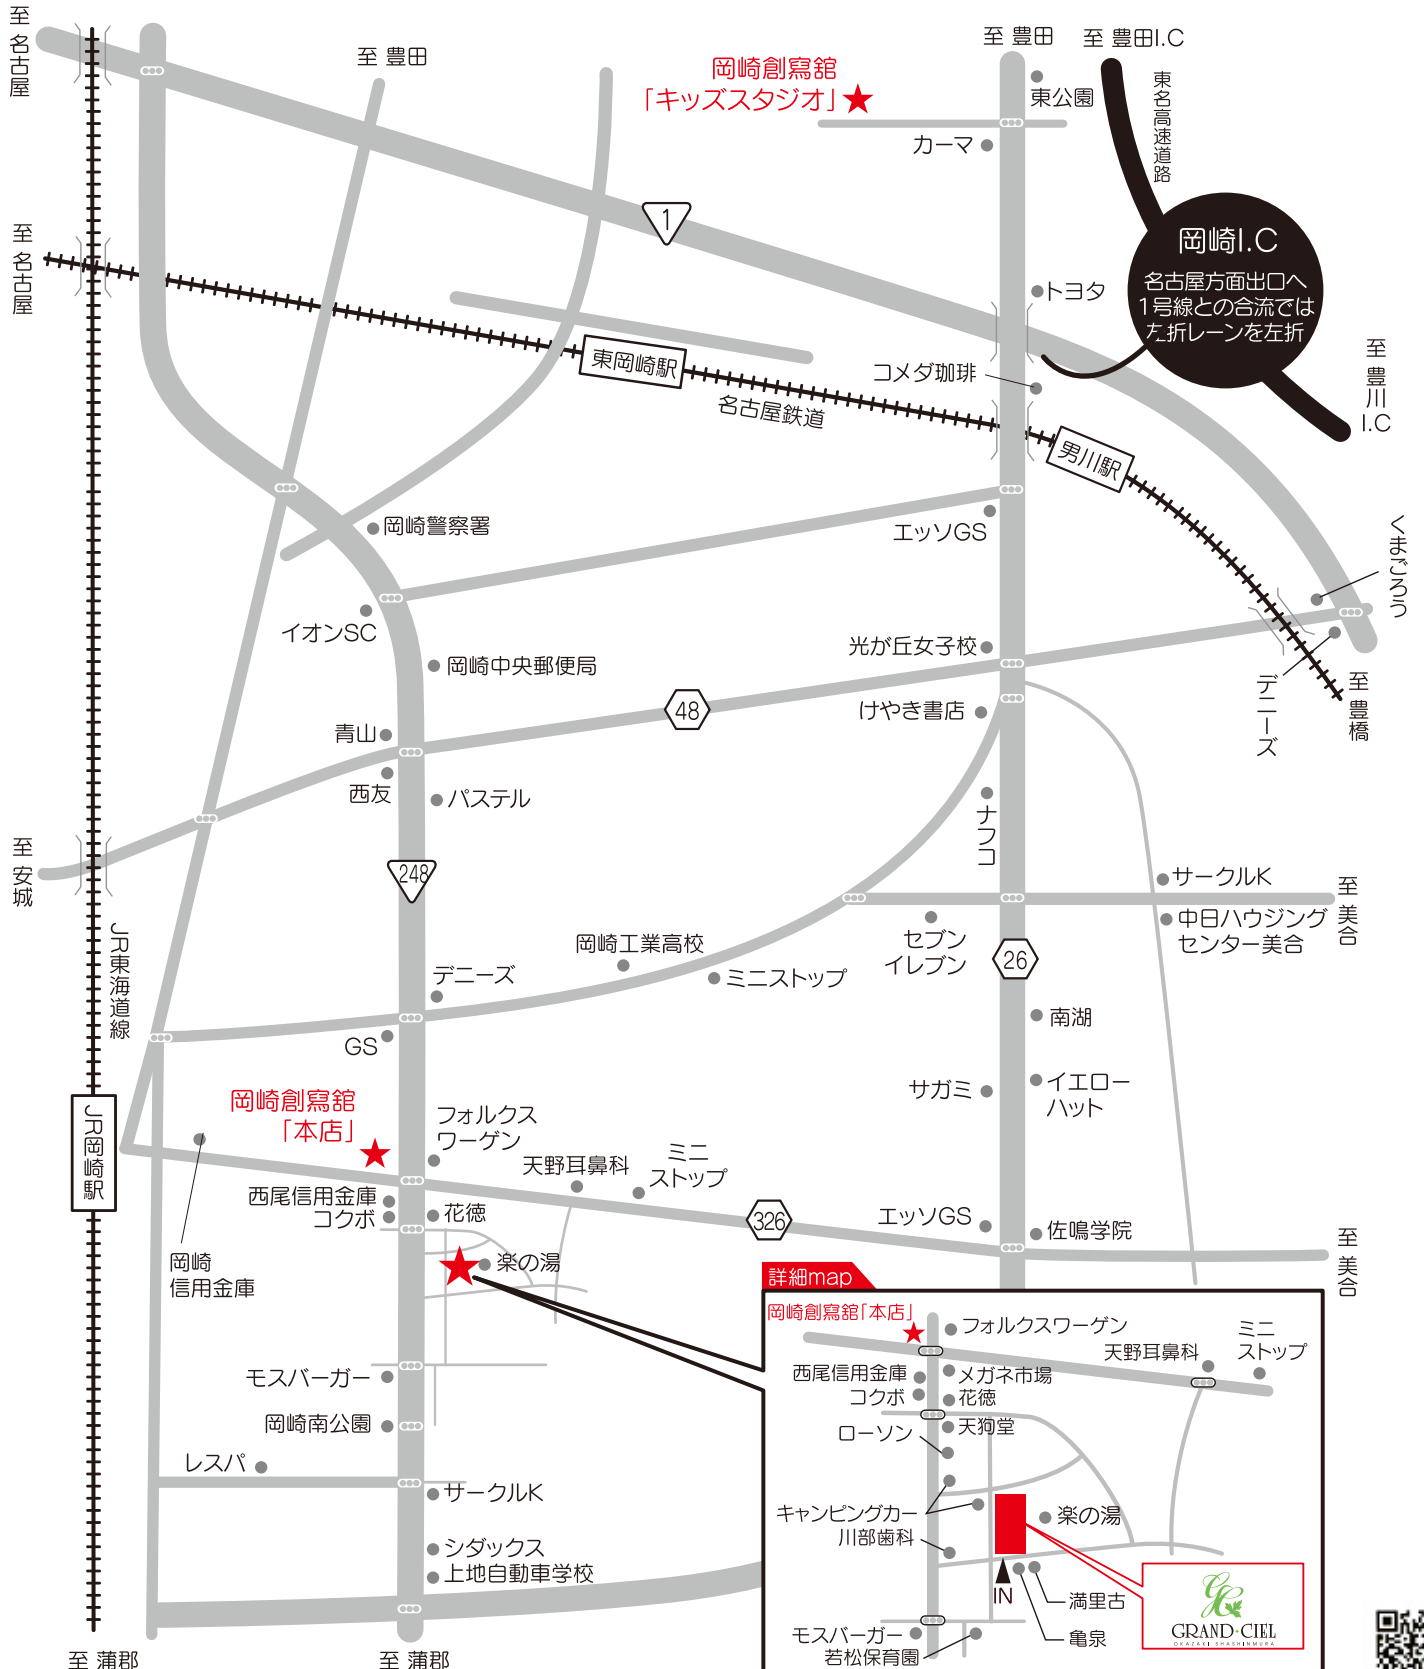 至 名古屋
至 豊田
岡崎創寫舘
「キッズスタジオ」
至 豊田
至 豊田I.C
東公園
カーマ
東名高速道路
1
岡崎I.C
名古屋方面出口へ
1号線との合流では
左折レーンを左折
至 名古屋
トヨタ
東岡崎駅
名古屋鉄道
コメダ珈琲
男川駅
至 豊川I.C
岡崎警察署
エッソGS
くまごろう
イオンSC
岡崎中央郵便局
光が丘女子校
48
けやき書店
デニーズ
至 豊橋
青山
西友
パステル
ナフコ
至 安城
248
サークルK
至 美合
中日ハウジング
センター美合
JR東海道線
岡崎工業高校
セブン
イレブン
26
デニーズ
ミニストップ
GS
南湖
サガミ
イエロー
ハット
岡崎創寫舘
「本店」
JR岡崎駅
フォルクス
ワーゲン
天野耳鼻科
ミニ
ストップ
西尾信用金庫
コクボ
花徳
326
エッソGS
佐鳴学院
至 美合
岡崎
信用金庫
楽の湯
モスバーガー
岡崎南公園
レスパ
サークルK
シダックス
上地自動車学校
至 蒲郡
至 蒲郡
詳細map
岡崎創寫舘「本店」
フォルクスワーゲン
天野耳鼻科
ミニ
ストップ
西尾信用金庫
メガネ市場
コクボ
花徳
ローソン
天狗堂
キャンピングカー
楽の湯
川部歯科
IN
満里古
亀泉
モスバーガー
若松保育園
GC
GRAND・CIEL
OKAZAKI SHASHINMURA